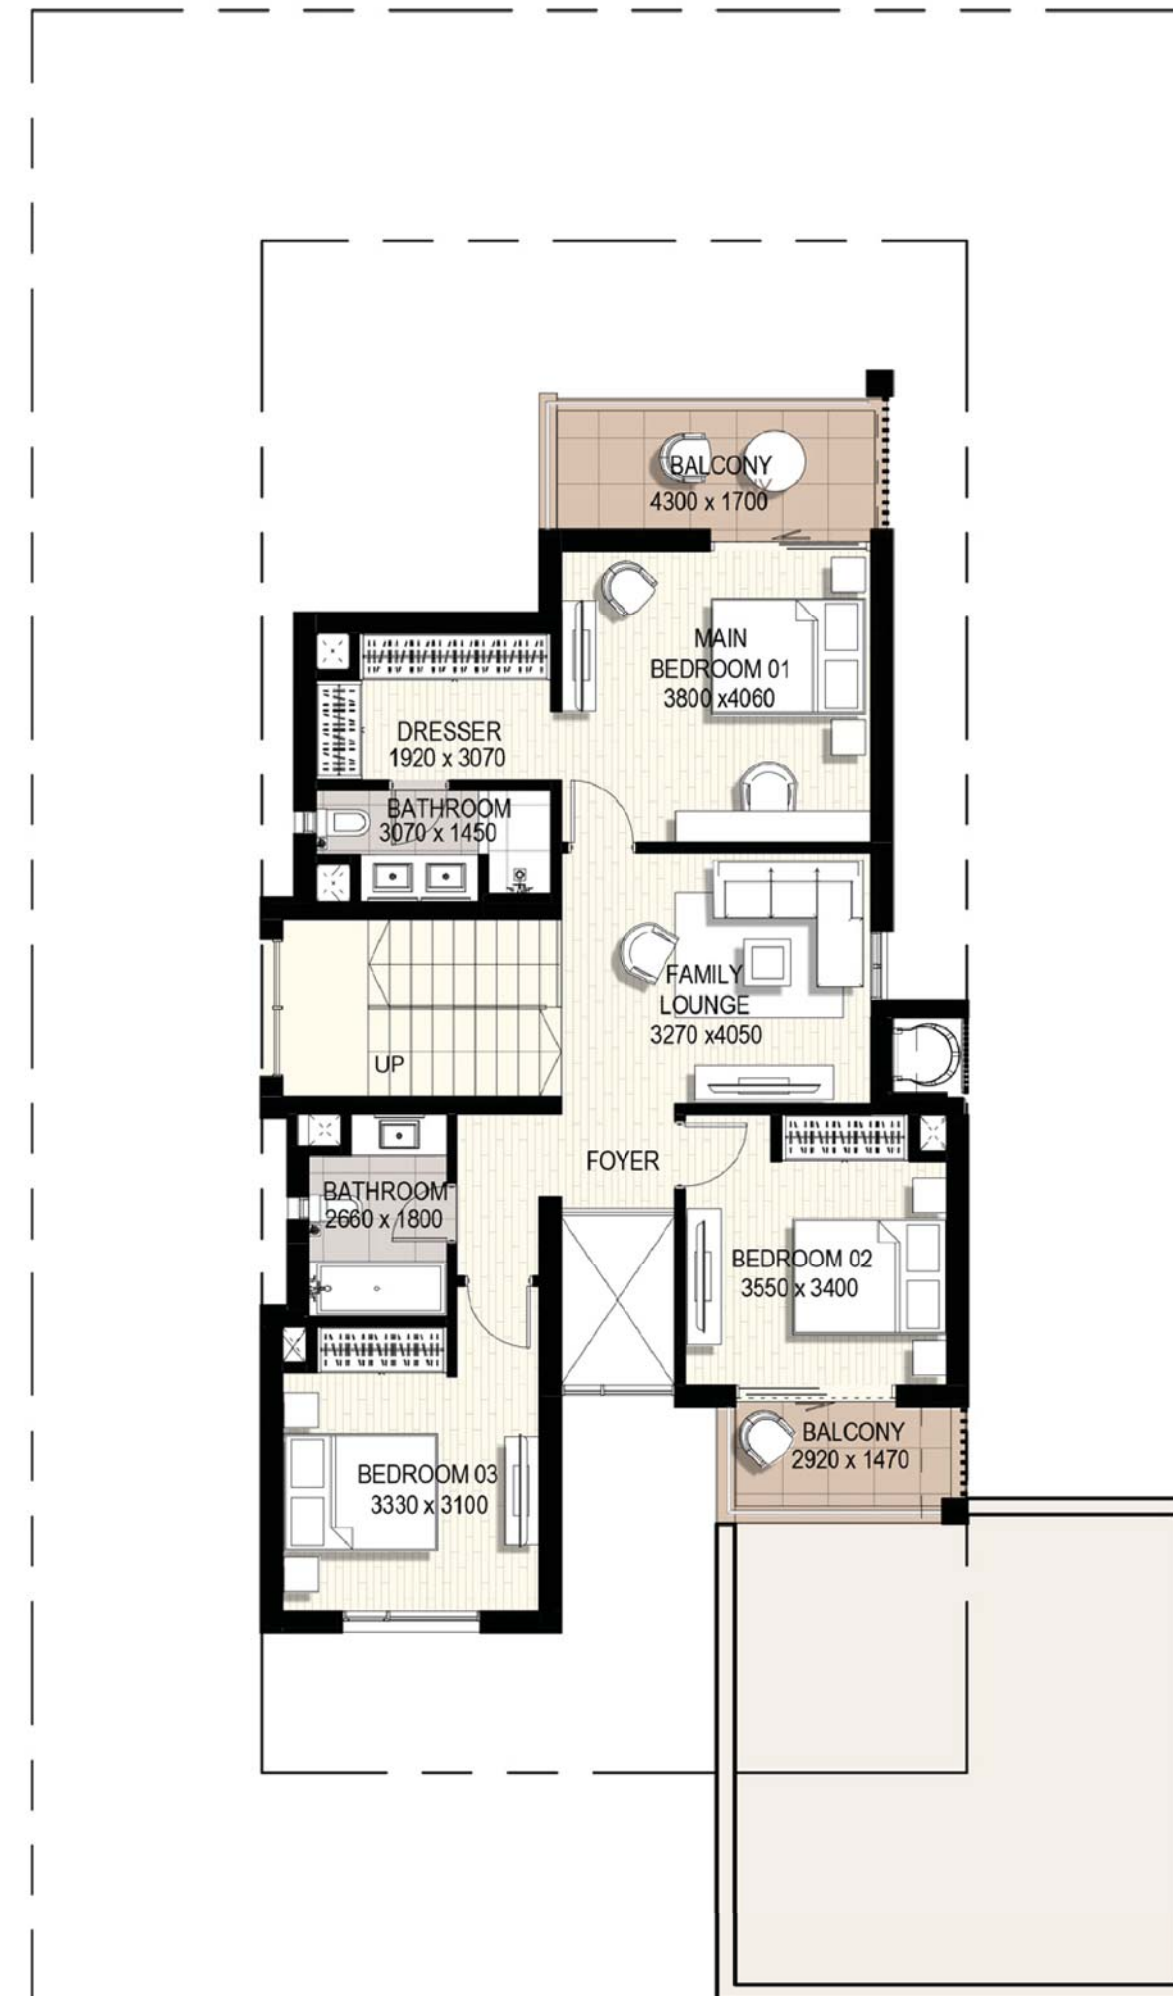 BALCONY
4300 x 1700
MAIN
BEDROOM 01
3800 x4060
DRESSER
1920 x 3070
BATHROOM
3070 x 1450
FAMILY
LOUNGE
3270 x4050
UP
FOYER
BATHROOM
2660 x 1800
BEDROOM 02
3550 x 3400
BALCONY
2920 x 1470
BEDROOM 03
3330 x 3100